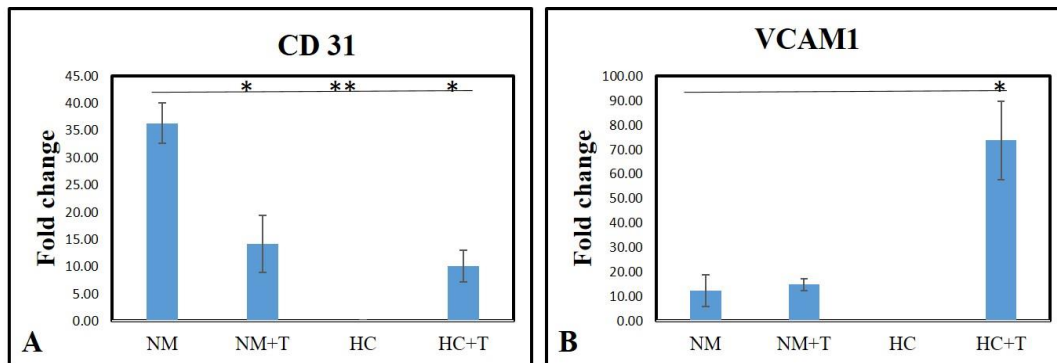 CD 31
45.00
40.00
35.00
30.00
25.00
20.00
15.00
10.00
5.00
0.00
Fold change
* ** *
NM NM+T HC HC+T
A
VCAM1
100.00
90.00
80.00
70.00
60.00
50.00
40.00
30.00
20.00
10.00
0.00
Fold change
*
NM NM+T HC HC+T
B